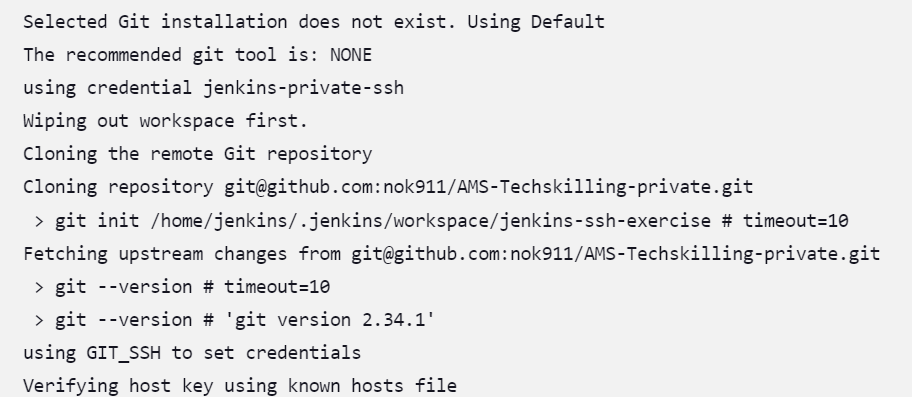 Selected Git installation does not exist. Using Default
The recommended git tool is: NONE
using credential jenkins-private-ssh
Wiping out workspace first.
Cloning the remote Git repository
Cloning repository git@github.com:nok911/AMS-Techskilling-private.git
 > git init /home/jenkins/.jenkins/workspace/jenkins-ssh-exercise # timeout=10
Fetching upstream changes from git@github.com:nok911/AMS-Techskilling-private.git
 > git --version # timeout=10
 > git --version # 'git version 2.34.1'
using GIT_SSH to set credentials
Verifying host key using known hosts file